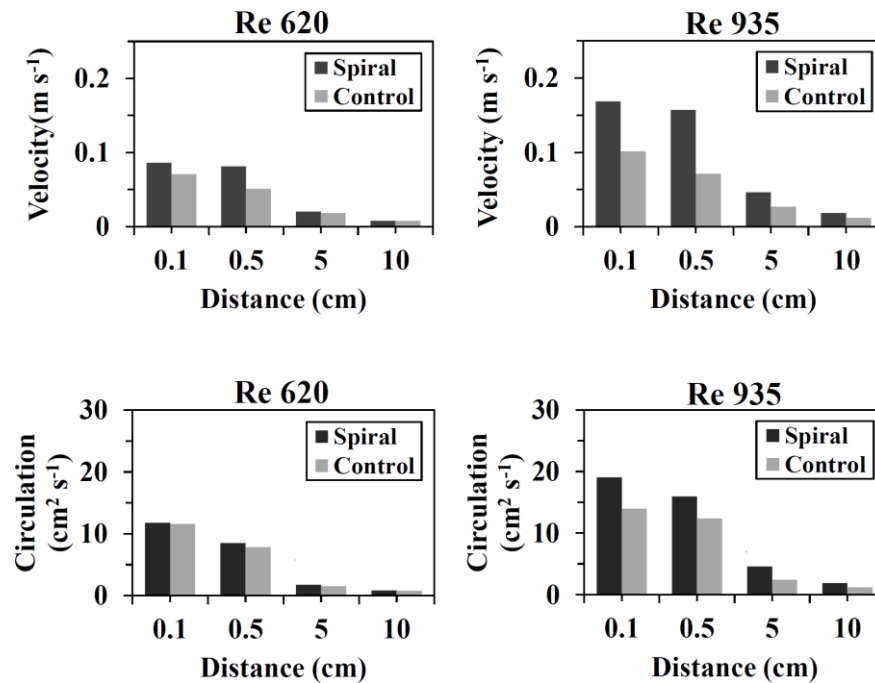 Re 620
Velocity(m s-1)
0.2
0.1
0
Spiral
Control
0.1 0.5 5 10
Distance (cm)
Re 935
Velocity (m s-1)
0.2
0.1
0
Spiral
Control
0.1 0.5 5 10
Distance (cm)
Re 620
Circulation
(cm² s-1)
30
20
10
0
Spiral
Control
0.1 0.5 5 10
Distance (cm)
Re 935
Circulation
(cm² s-1)
30
20
10
0
Spiral
Control
0.1 0.5 5 10
Distance (cm)